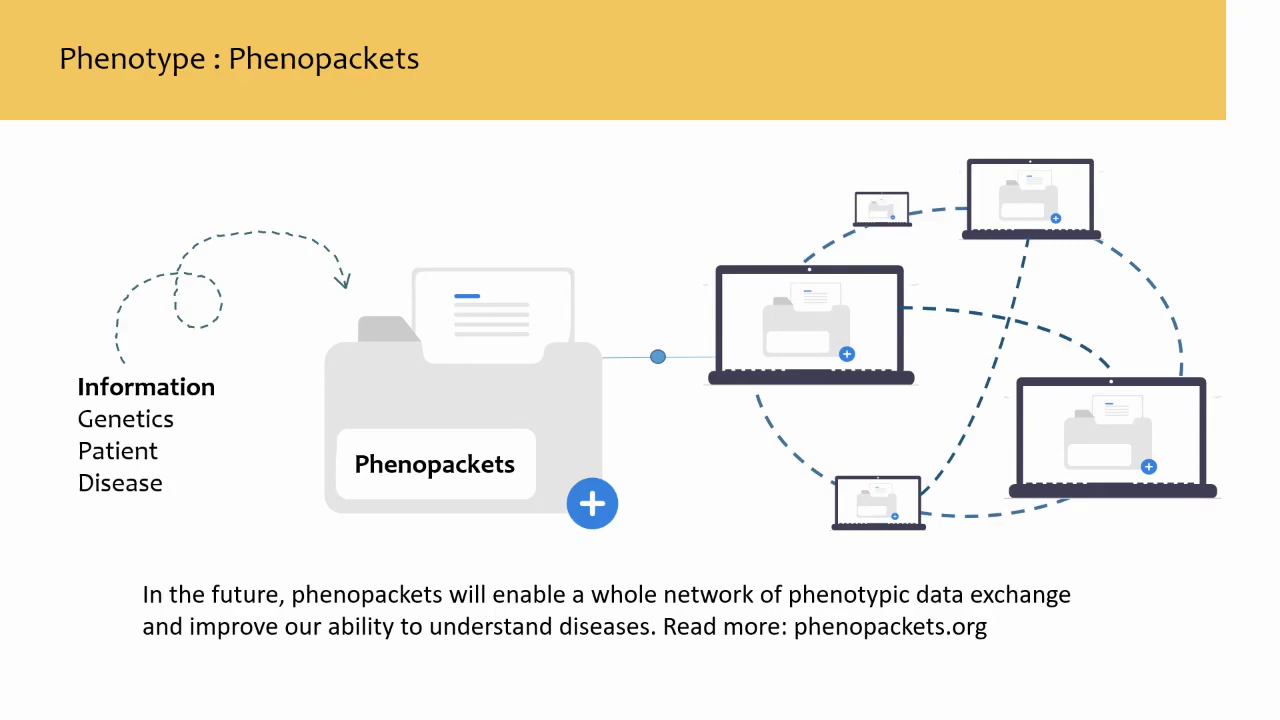 Phenotype : Phenopackets
Information
Genetics
Patient
Disease
Phenopackets
In the future, phenopackets will enable a whole network of phenotypic data exchange
and improve our ability to understand diseases. Read more: phenopackets.org